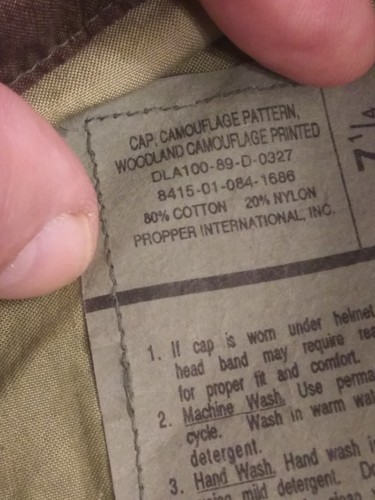 CAP, CAMOUFLAGE PATTERN,
WOODLAND CAMOUFLAGE PRINTED
DLA100-89-D-0327
8415-01-084-1686
80% COTTON 20% NYLON
PROPPER INTERNATIONAL, INC.
7 1/4
1. If cap is worn under helmet,
head band may require
for proper fit and comfort.
2. Machine Wash. Use
cycle. Wash in warm
detergent.
3. Hand Wash. Hand wash
mild detergent.